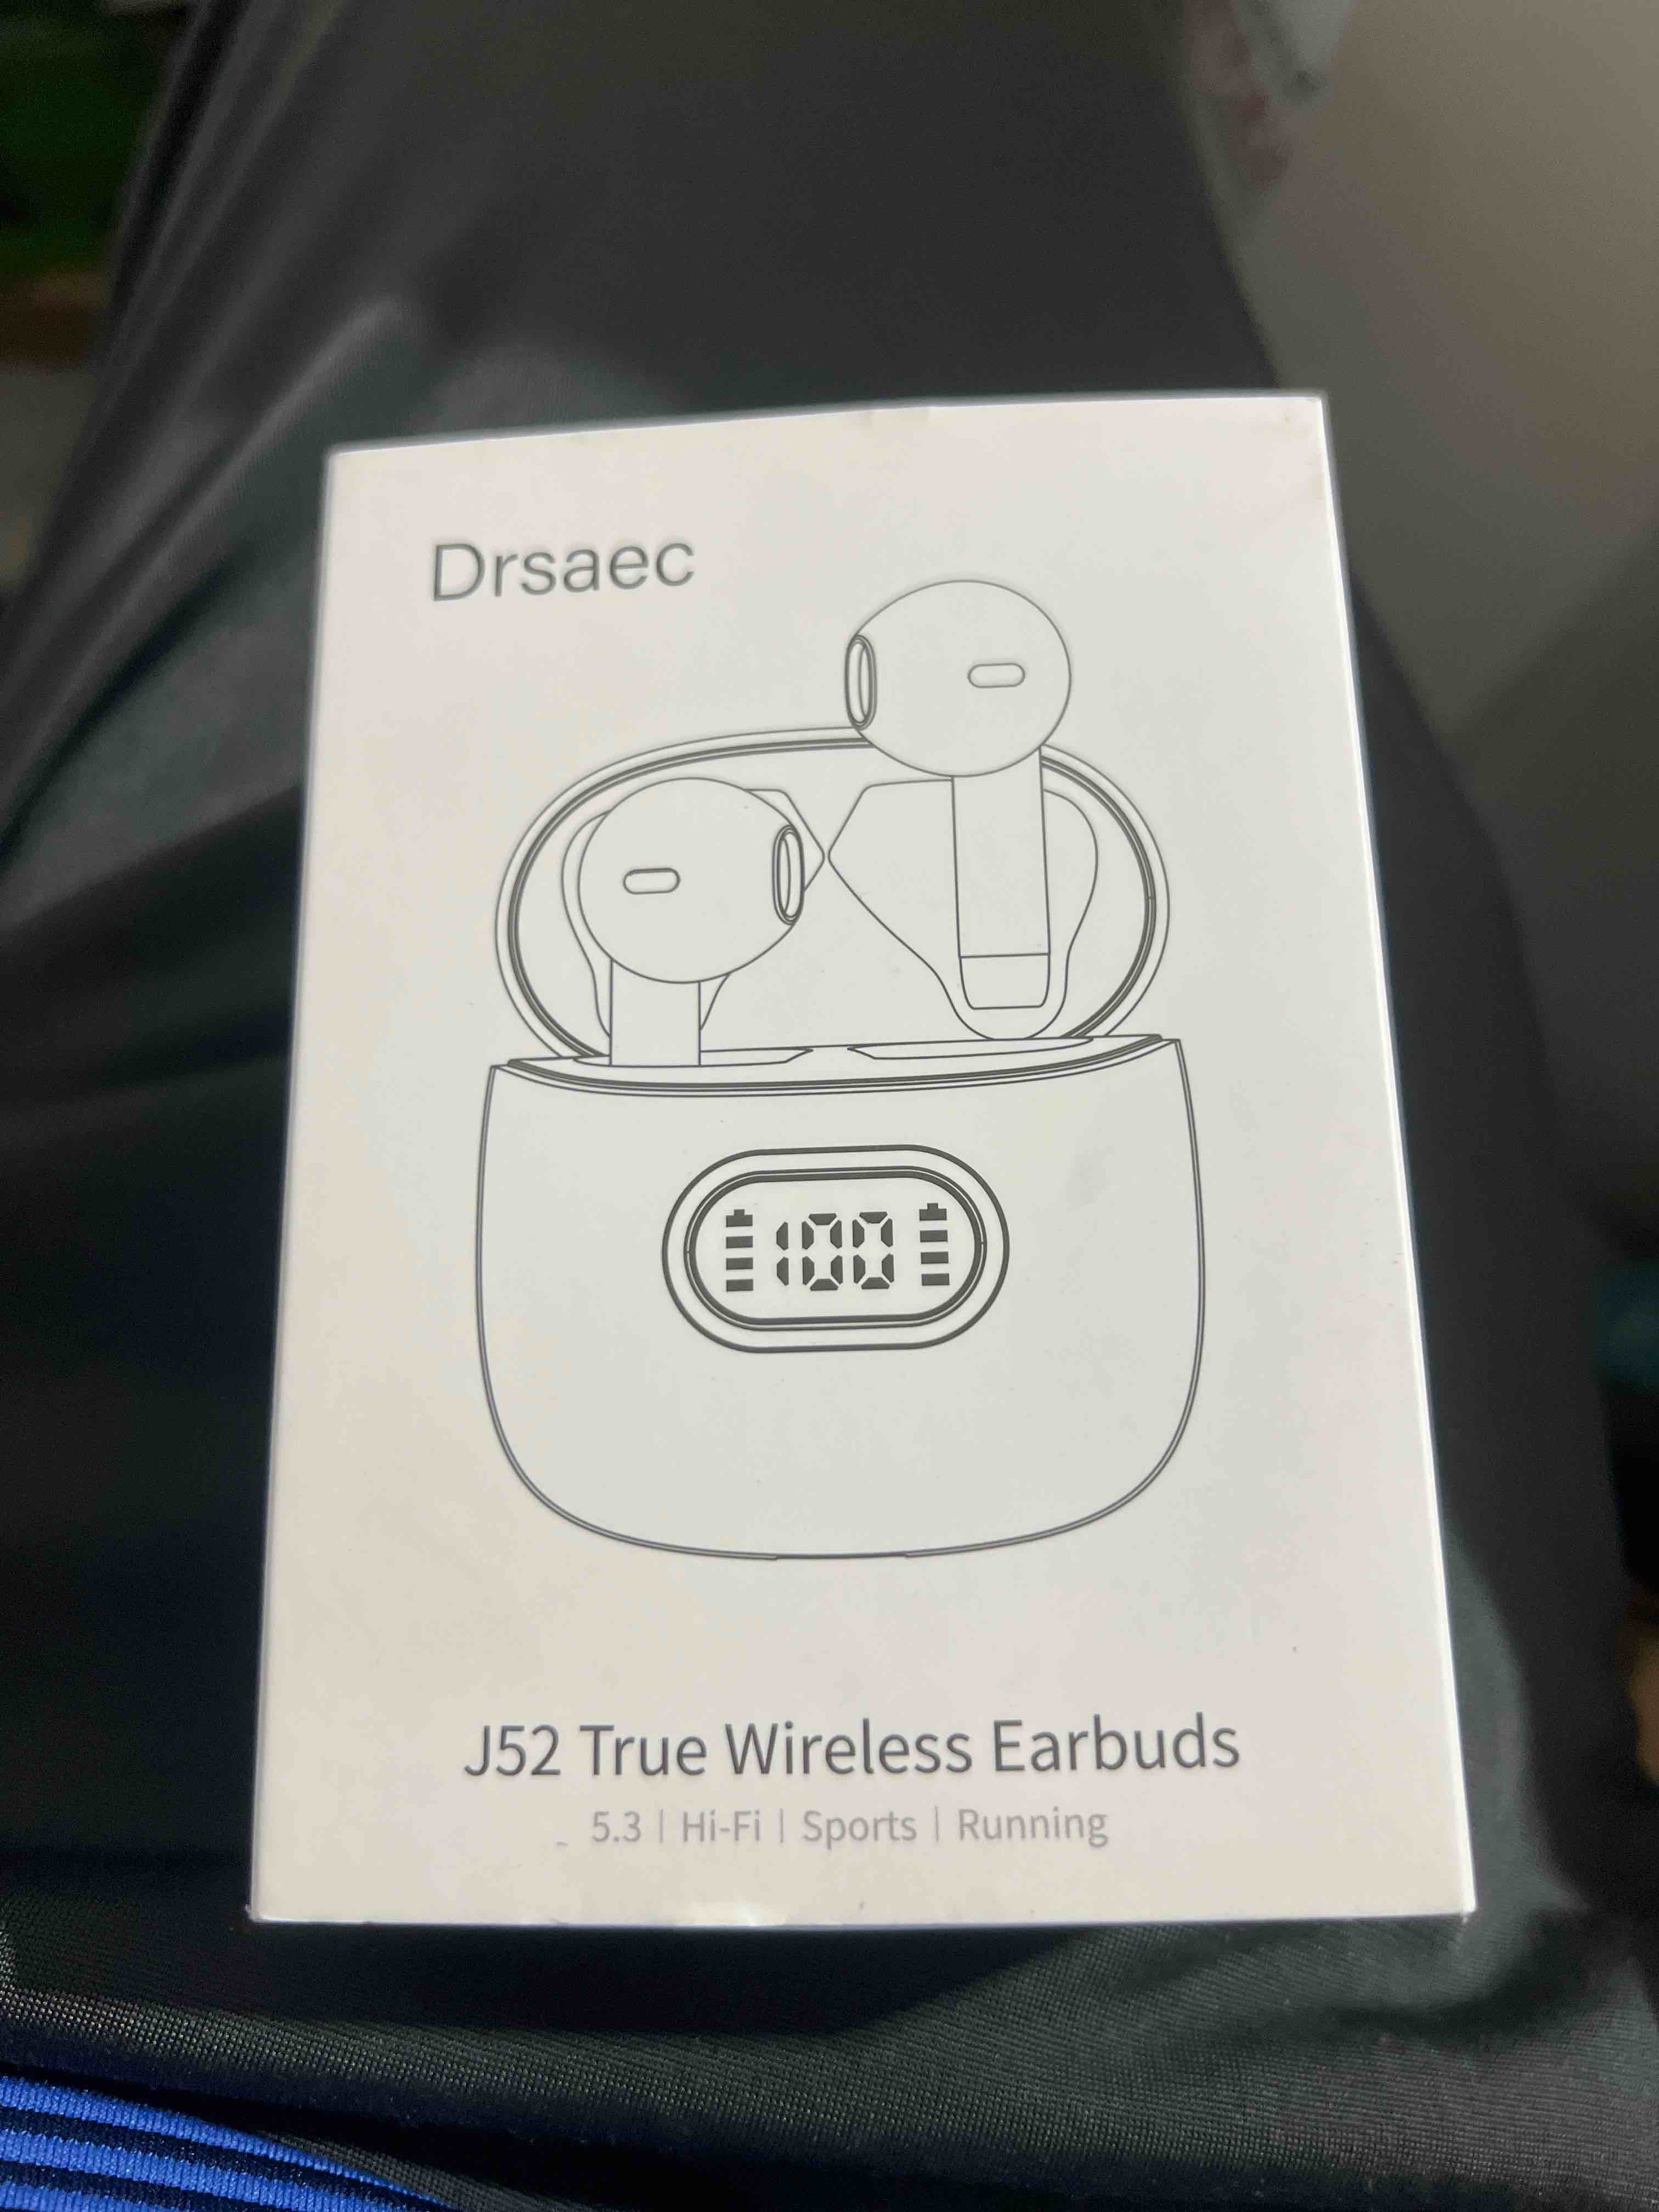 Drsaec
100
J52 True Wireless Earbuds
5.3 | Hi-Fi | Sports | Running